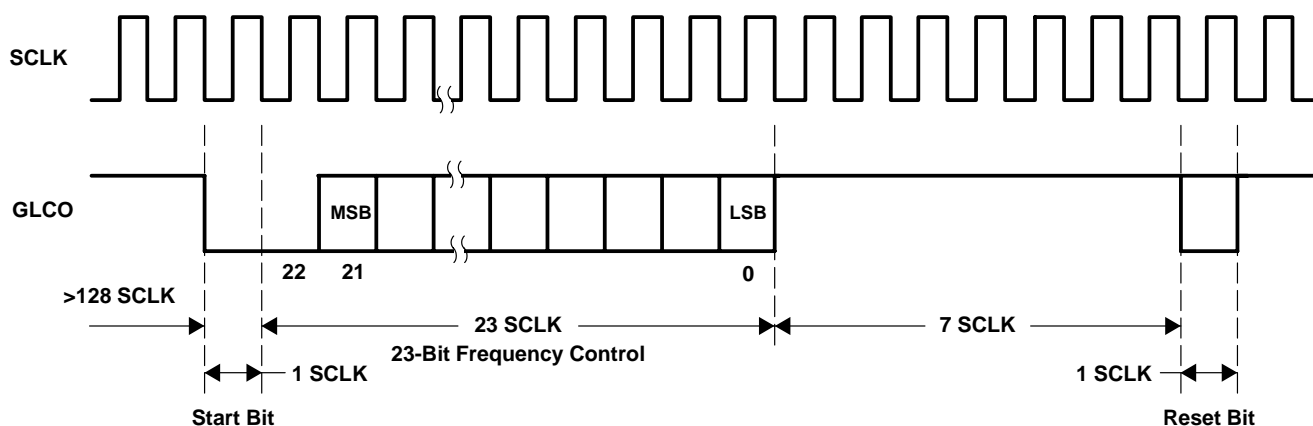 SCLK
GLCO
MSB
LSB
22
21
0
>128 SCLK
23 SCLK
7 SCLK
23-Bit Frequency Control
1 SCLK
1 SCLK
Start Bit
Reset Bit